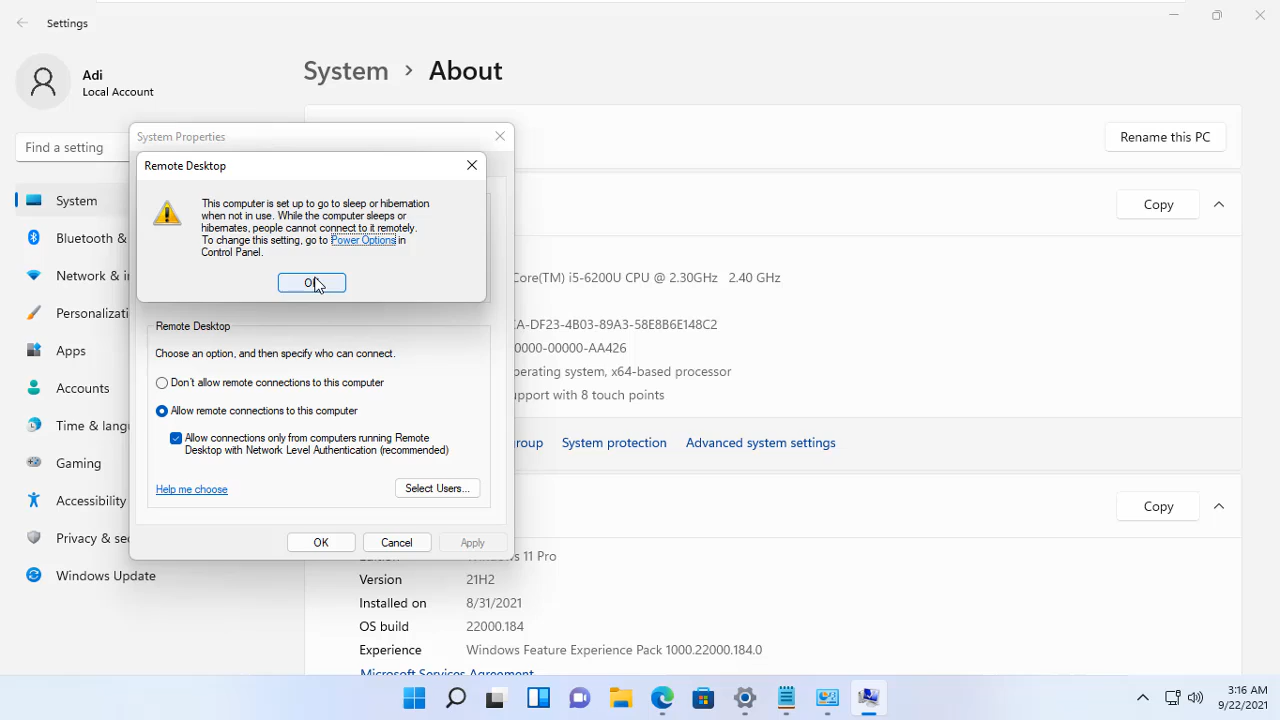 Settings
Adi
Local Account
Find a setting
System
Bluetooth &
Network & i
Personalizati
Apps
Accounts
Time & langu
Gaming
Accessibility
Privacy & se
Windows Update
System > About
Rename this PC
Copy
Core(TM) i5-6200U CPU @ 2.30GHz 2.40 GHz
A-DF23-4B03-89A3-58E8B6E148C2
0000-00000-AA426
perating system, x64-based processor
pport with 8 touch points
group System protection Advanced system settings
Copy
Windows 11 Pro
Version 21H2
Installed on 8/31/2021
OS build 22000.184
Experience Windows Feature Experience Pack 1000.22000.184.0
Microsoft Services Agreement
System Properties
Remote Desktop
This computer is set up to go to sleep or hibernation
when not in use. While the computer sleeps or
hibernates, people cannot connect to it remotely.
To change this setting, go to Power Options in
Control Panel.
OK
Remote Desktop
Choose an option, and then specify who can connect.
Don't allow remote connections to this computer
Allow remote connections to this computer
Allow connections only from computers running Remote
Desktop with Network Level Authentication (recommended)
Help me choose
Select Users...
OK Cancel Apply
3:16 AM
9/22/2021